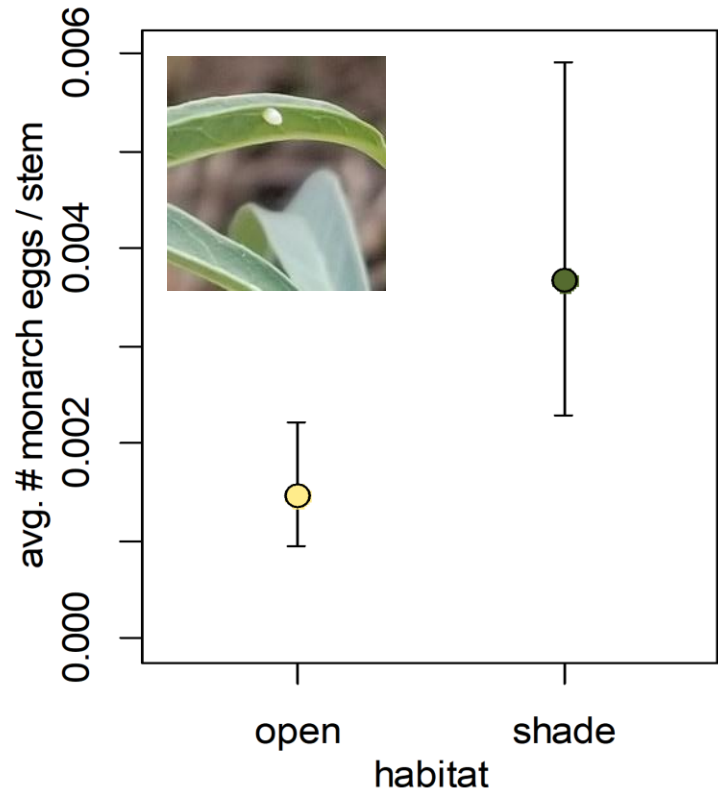 avg. # monarch eggs / stem
0.006
0.004
0.002
0.000
open
shade
habitat